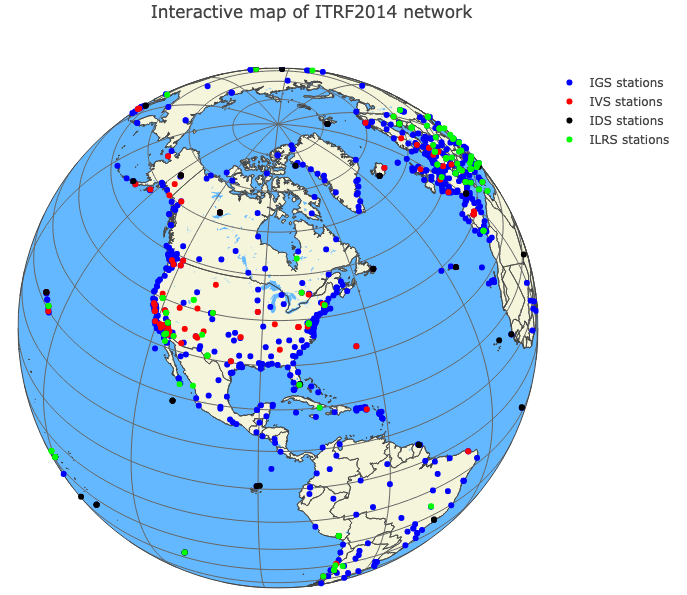 Interactive map of ITRF2014 network
IGS stations
IVS stations
IDS stations
ILRS stations